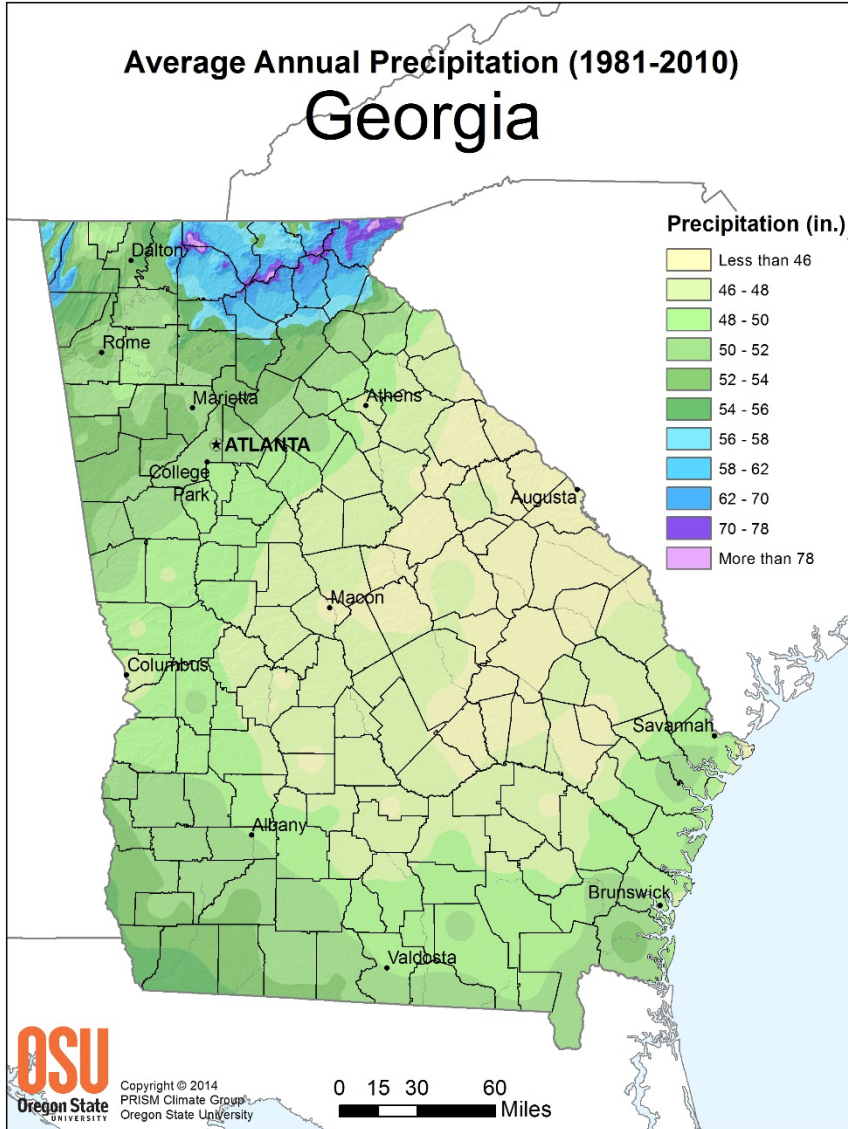 Average Annual Precipitation (1981-2010)
Georgia
Precipitation (in.)
Less than 46
46 - 48
48 - 50
50 - 52
52 - 54
54 - 56
56 - 58
58 - 62
62 - 70
70 - 78
More than 78
Dalton
Rome
Marietta
Athens
ATLANTA
College
Park
Augusta
Macon
Columbus
Savannah
Albany
Brunswick
Valdosta
OSU
Oregon State
UNIVERSITY
Copyright © 2014
PRISM Climate Group
Oregon State University
0 15 30 60
Miles